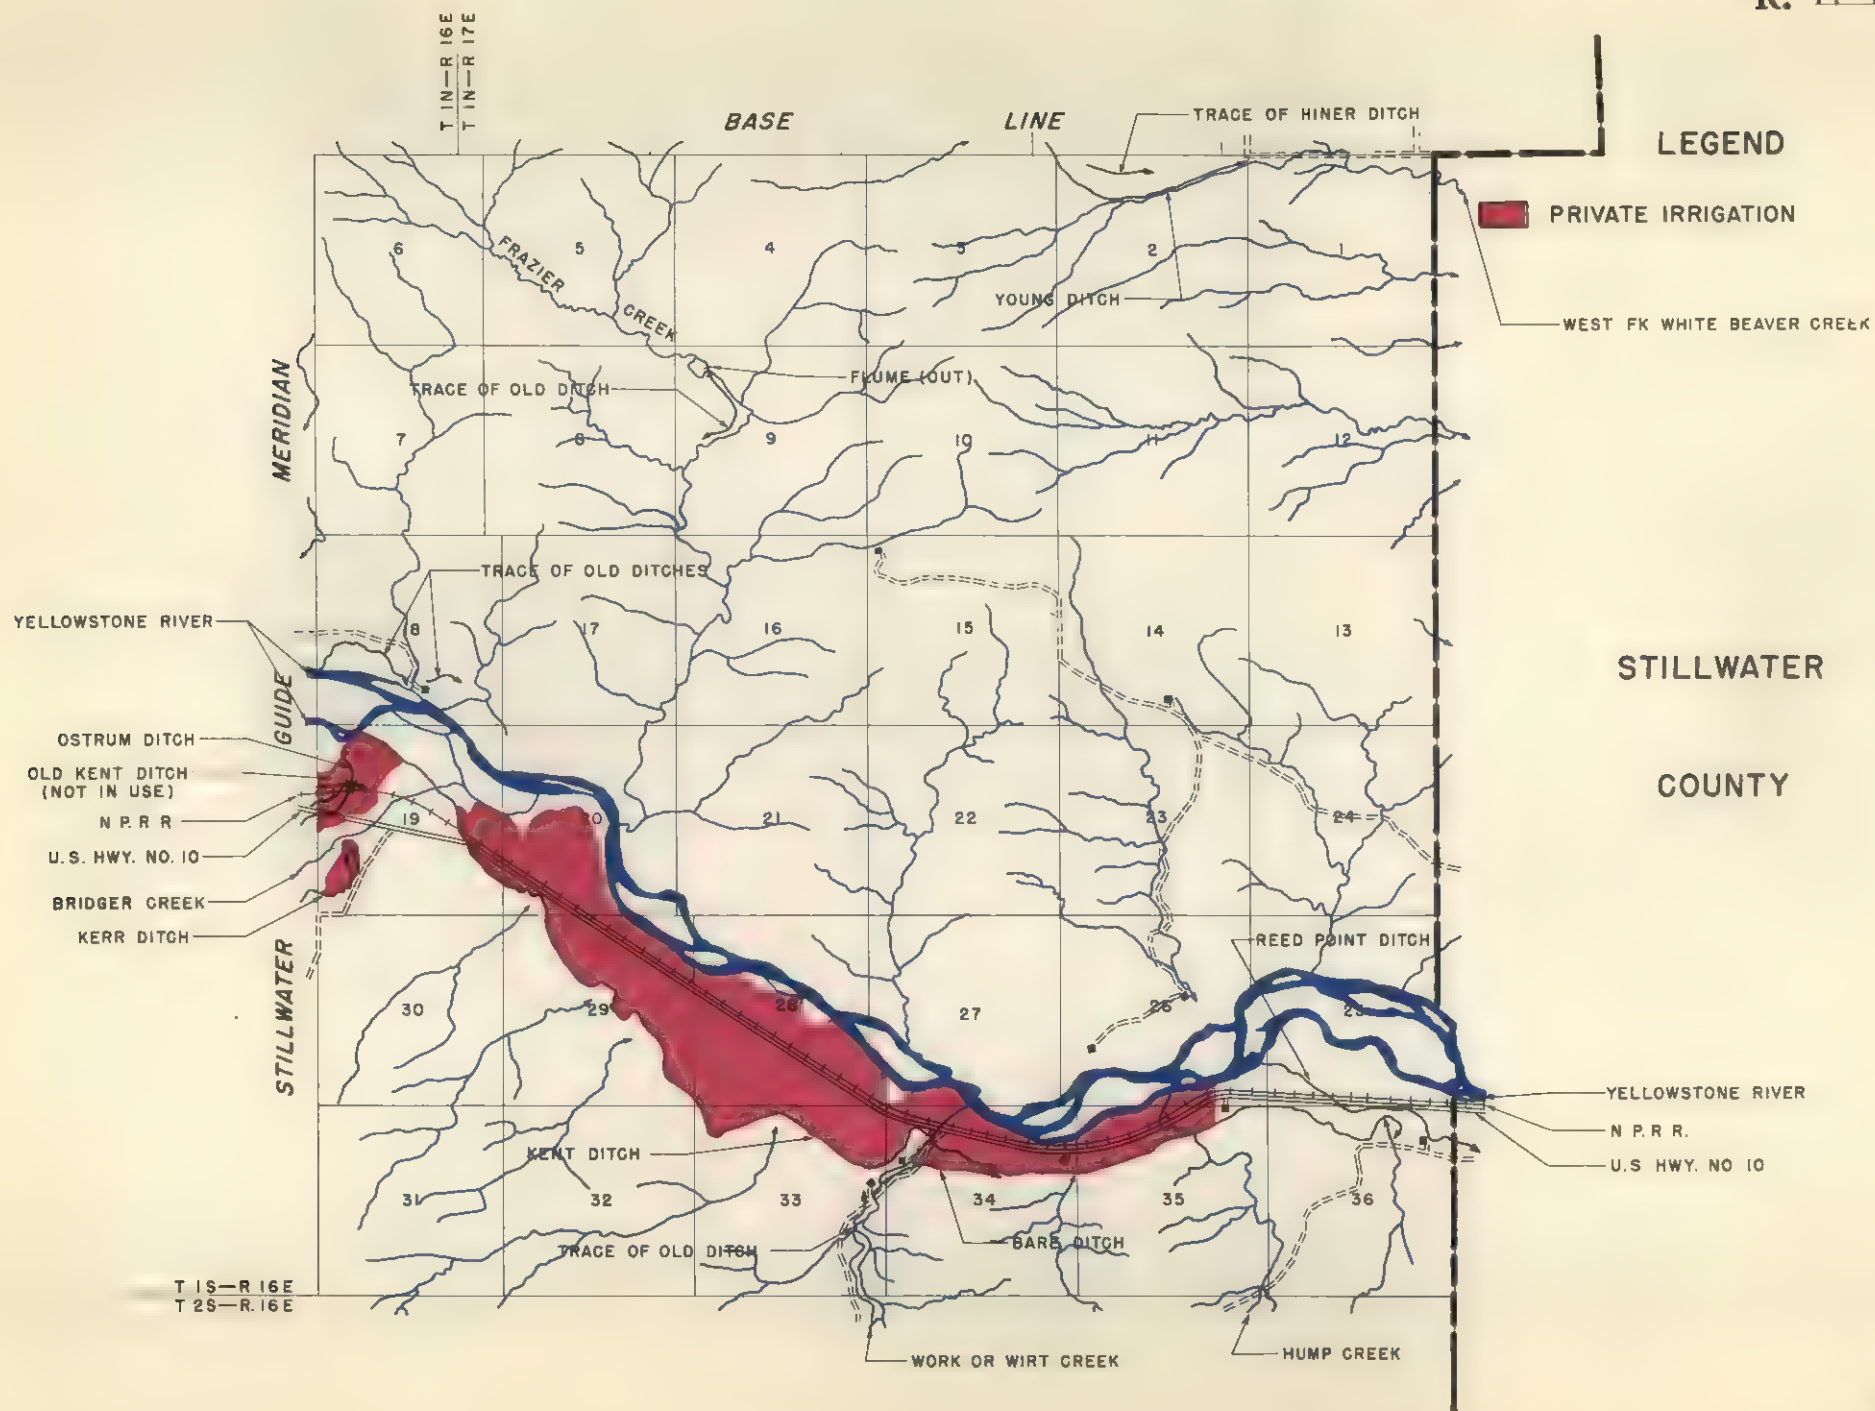 R.
T 1N—R 16E
T 1N—R 17E
BASE LINE
TRACE OF HINER DITCH
LEGEND
PRIVATE IRRIGATION
6
5
4
3
2
1
FRAZIER CREEK
YOUNG DITCH
WEST FK WHITE BEAVER CREEK
MERIDIAN
TRACE OF OLD DITCH
FLUME (OUT)
7
8
9
10
11
12
TRACE OF OLD DITCHES
YELLOWSTONE RIVER
8
17
16
15
14
13
STILLWATER
COUNTY
GUIDE
OSTRUM DITCH
OLD KENT DITCH
(NOT IN USE)
N P. R R
U.S. HWY. NO. 10
BRIDGER CREEK
KERR DITCH
19
20
21
22
23
24
REED POINT DITCH
STILLWATER
30
29
28
27
26
25
YELLOWSTONE RIVER
N P. R R.
U.S HWY. NO 10
KENT DITCH
31
32
33
34
35
36
TRACE OF OLD DITCH
BARE DITCH
T 1S—R 16E
T 2S—R. 16E
WORK OR WIRT CREEK
HUMP CREEK